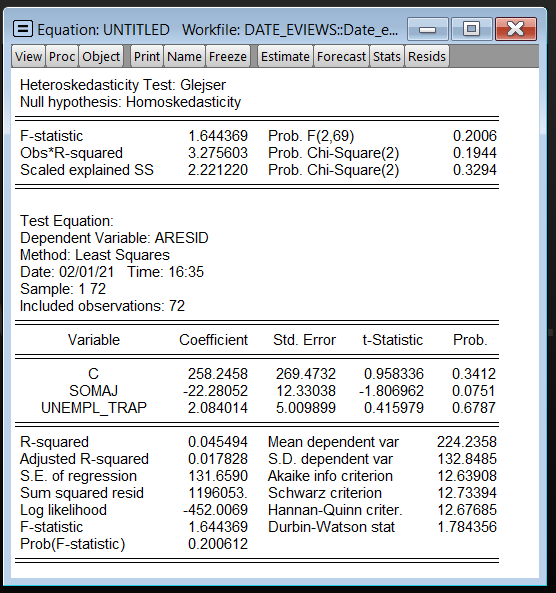 Equation: UNTITLED Workfile: DATE_EVIEWS::Date_e...
View Proc Object Print Name Freeze Estimate Forecast Stats Resids
Heteroskedasticity Test: Glejser
Null hypothesis: Homoskedasticity
F-statistic 1.644369 Prob. F(2,69) 0.2006
Obs*R-squared 3.275603 Prob. Chi-Square(2) 0.1944
Scaled explained SS 2.221220 Prob. Chi-Square(2) 0.3294
Test Equation:
Dependent Variable: ARESID
Method: Least Squares
Date: 02/01/21 Time: 16:35
Sample: 1 72
Included observations: 72
Variable Coefficient Std. Error t-Statistic Prob.
C 258.2458 269.4732 0.958336 0.3412
SOMAJ -22.28052 12.33038 -1.806962 0.0751
UNEMPL_TRAP 2.084014 5.009899 0.415979 0.6787
R-squared 0.045494 Mean dependent var 224.2358
Adjusted R-squared 0.017828 S.D. dependent var 132.8485
S.E. of regression 131.6590 Akaike info criterion 12.63908
Sum squared resid 1196053. Schwarz criterion 12.73394
Log likelihood -452.0069 Hannan-Quinn criter. 12.67685
F-statistic 1.644369 Durbin-Watson stat 1.784356
Prob(F-statistic) 0.200612